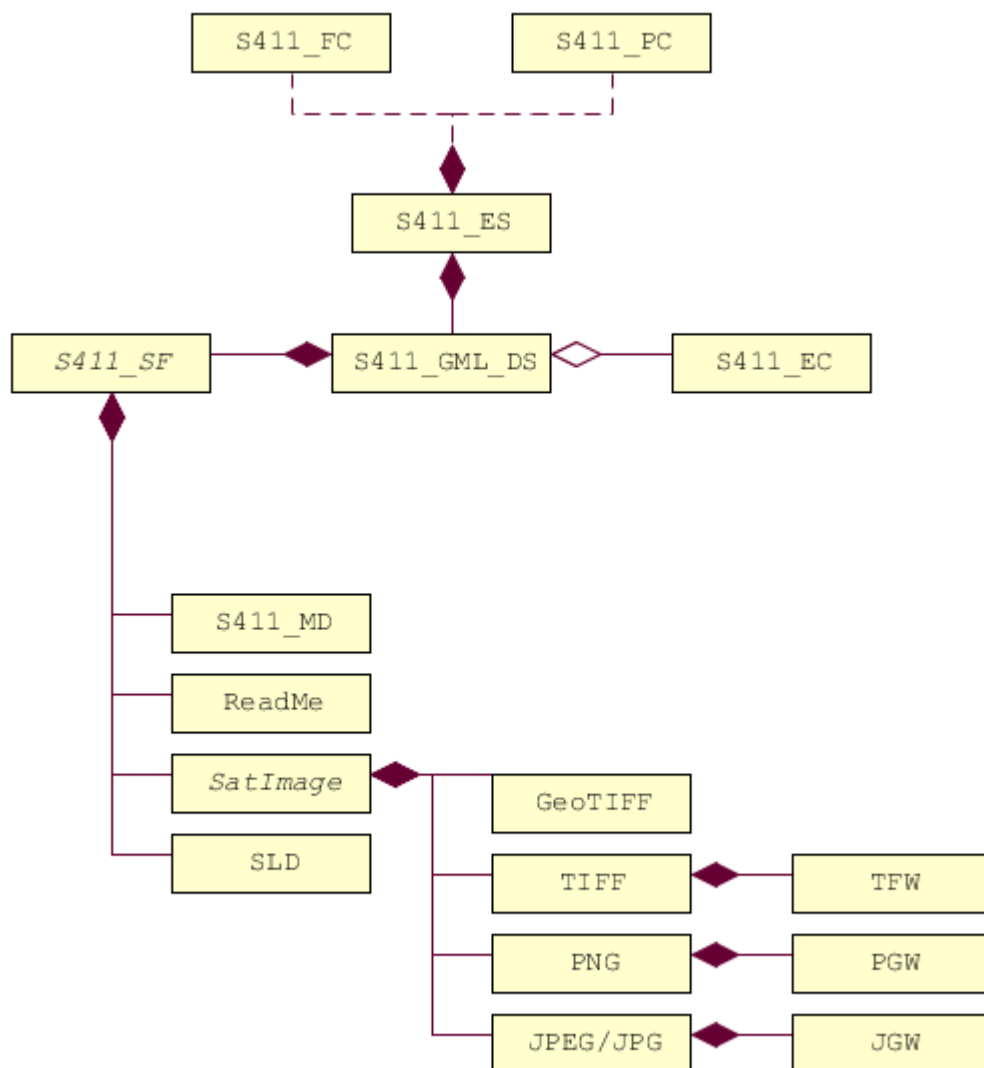 S411_FC
S411_PC
S411_ES
S411_SF
S411_GML_DS
S411_EC
S411_MD
ReadMe
SatImage
SLD
GeoTIFF
TIFF
TFW
PNG
PGW
JPEG/JPG
JGW